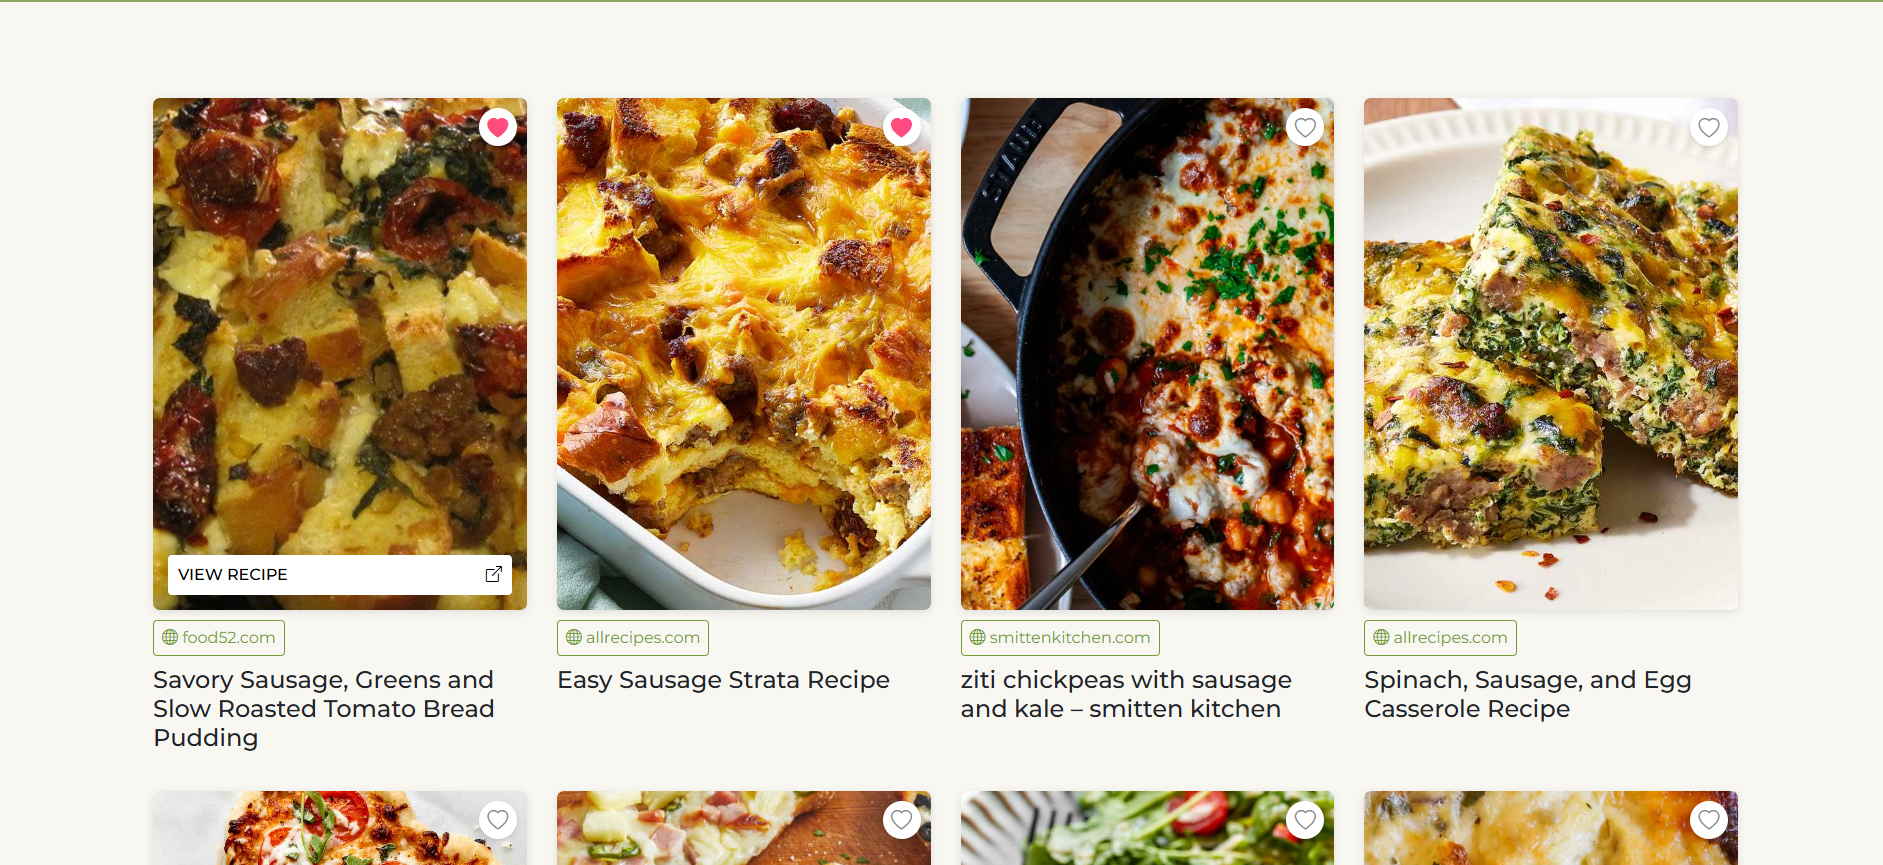 STAUB
VIEW RECIPE
food52.com
allrecipes.com
smittenkitchen.com
allrecipes.com
Savory Sausage, Greens and
Slow Roasted Tomato Bread
Pudding
Easy Sausage Strata Recipe
ziti chickpeas with sausage
and kale – smitten kitchen
Spinach, Sausage, and Egg
Casserole Recipe